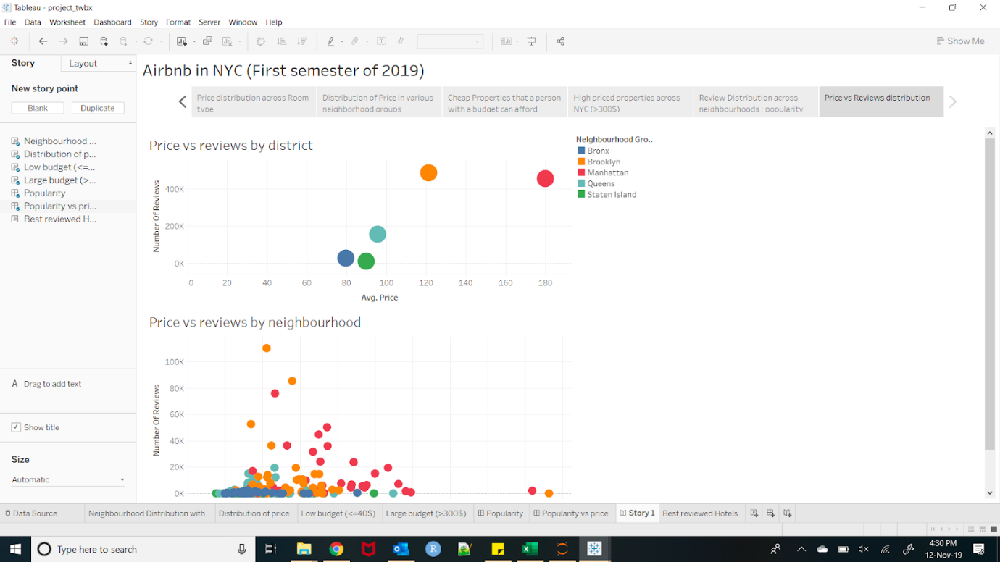 Tableau - project_twbx
File Data Worksheet Dashboard Story Format Server Window Help
Show Me
Story
Layout
New story point
Blank
Duplicate
Neighbourhood ...
Distribution of p...
Low budget (<=...
Large budget (>...
Popularity
Popularity vs pri...
Best reviewed H...
A Drag to add text
Show title
Size
Automatic
Airbnb in NYC (First semester of 2019)
Price distribution across Room
type
Distribution of Price in various
neighborhood groups
Cheap Properties that a person
with a budget can afford
High priced properties across
NYC (>300$)
Review Distribution across
neighbourhoods : popularity
Price vs Reviews distribution
Price vs reviews by district
Number Of Reviews
400K
200K
0K
0 20 40 60 80 100 120 140 160 180
Avg. Price
Neighbourhood Gro..
Bronx
Brooklyn
Manhattan
Queens
Staten Island
Price vs reviews by neighbourhood
Number Of Reviews
100K
80K
60K
40K
20K
0K
Data Source Neighbourhood Distribution with... Distribution of price Low budget (<=40$) Large budget (>300$) Popularity Popularity vs price Story 1 Best reviewed Hotels
Type here to search
R
4:30 PM
12-Nov-19